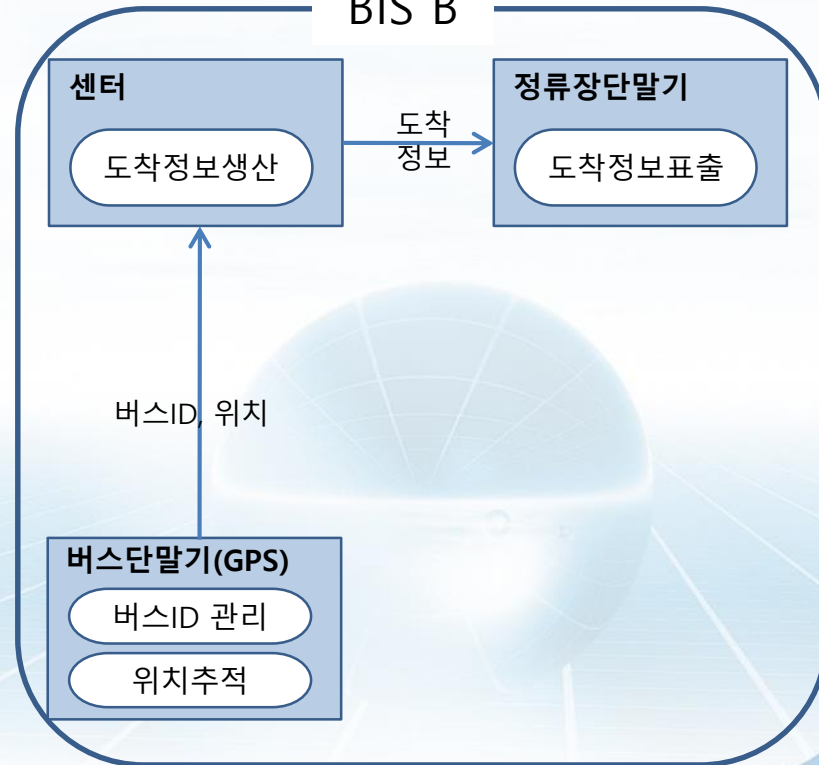 BIS B
센터
도착정보생산
도착
정보
정류장단말기
도착정보표출
버스ID, 위치
버스단말기(GPS)
버스ID 관리
위치추적